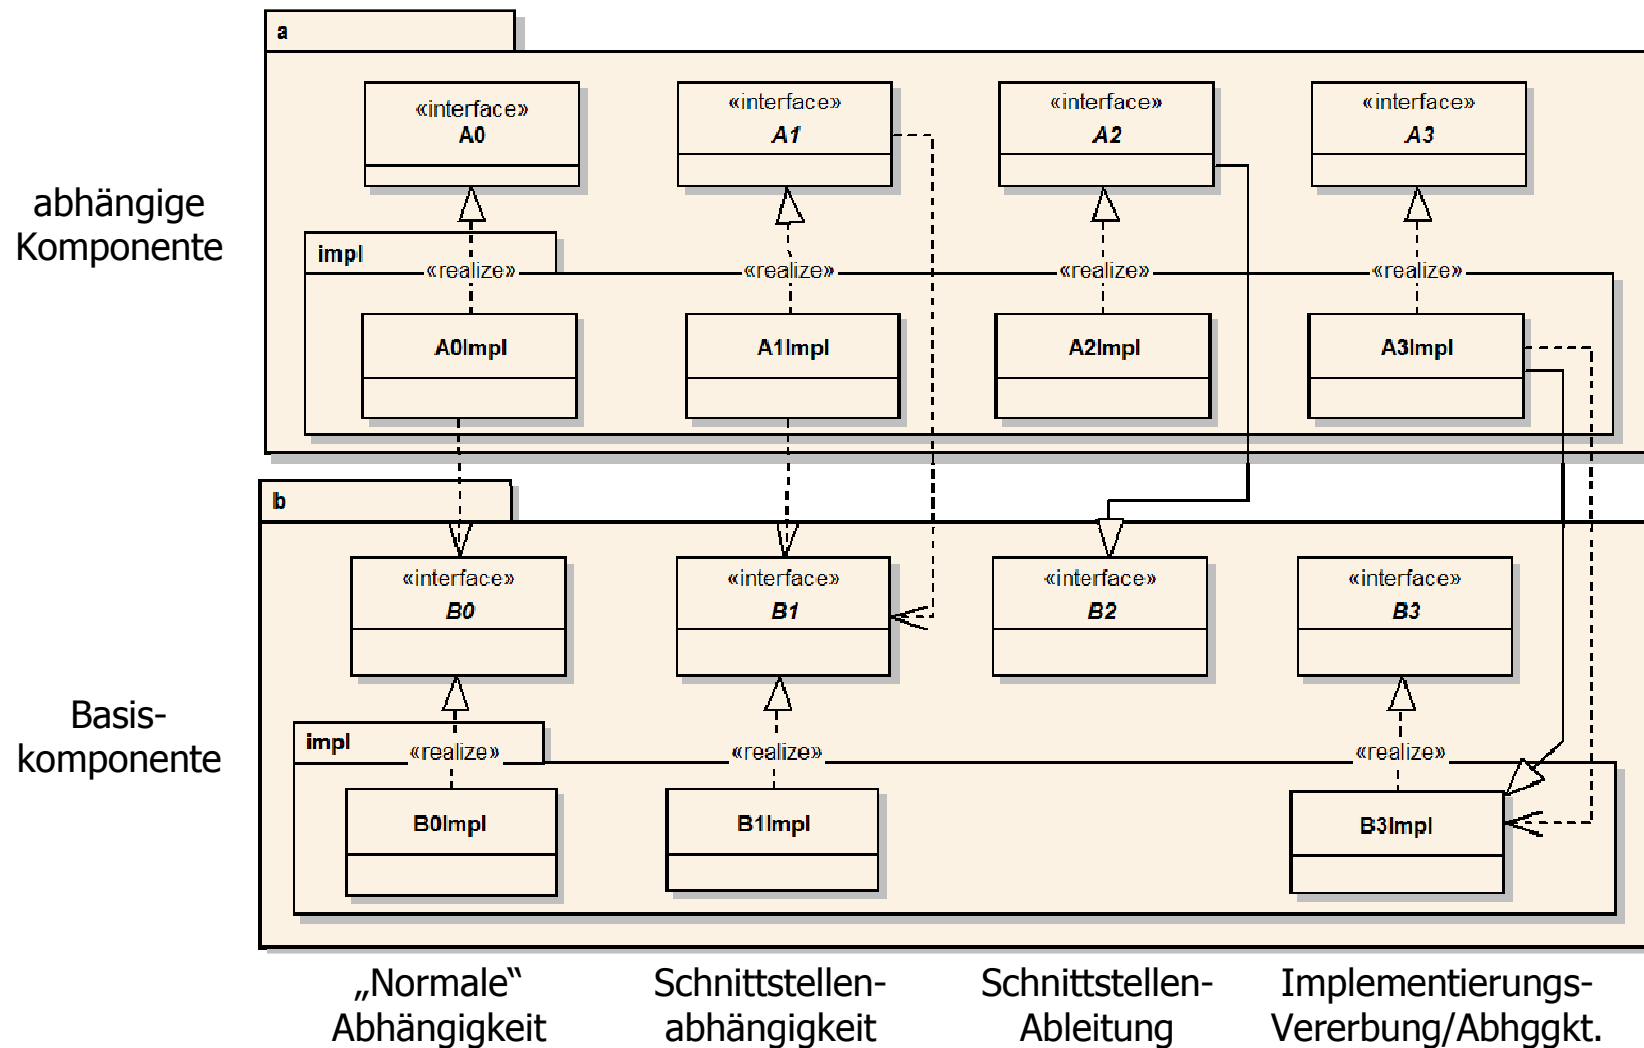 a
«interface»
A0
«interface»
A1
«interface»
A2
«interface»
A3
abhängige
Komponente
impl
«realize»
«realize»
«realize»
«realize»
A0Impl
A1Impl
A2Impl
A3Impl
b
«interface»
B0
«interface»
B1
«interface»
B2
«interface»
B3
Basis-
komponente
impl
«realize»
«realize»
«realize»
B0Impl
B1Impl
B3Impl
„Normale“
Abhängigkeit
Schnittstellen-
abhängigkeit
Schnittstellen-
Ableitung
Implementierungs-
Vererbung/Abhggkt.